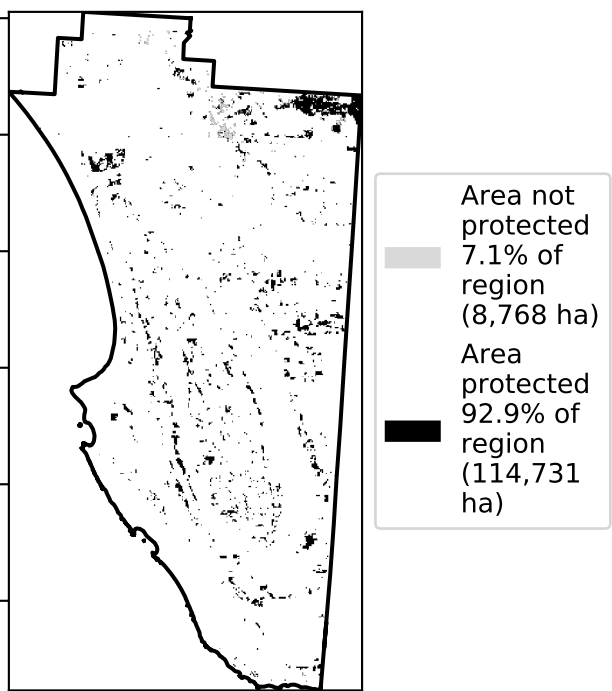 Area not
protected
7.1% of
region
(8,768 ha)
Area
protected
92.9% of
region
(114,731
ha)